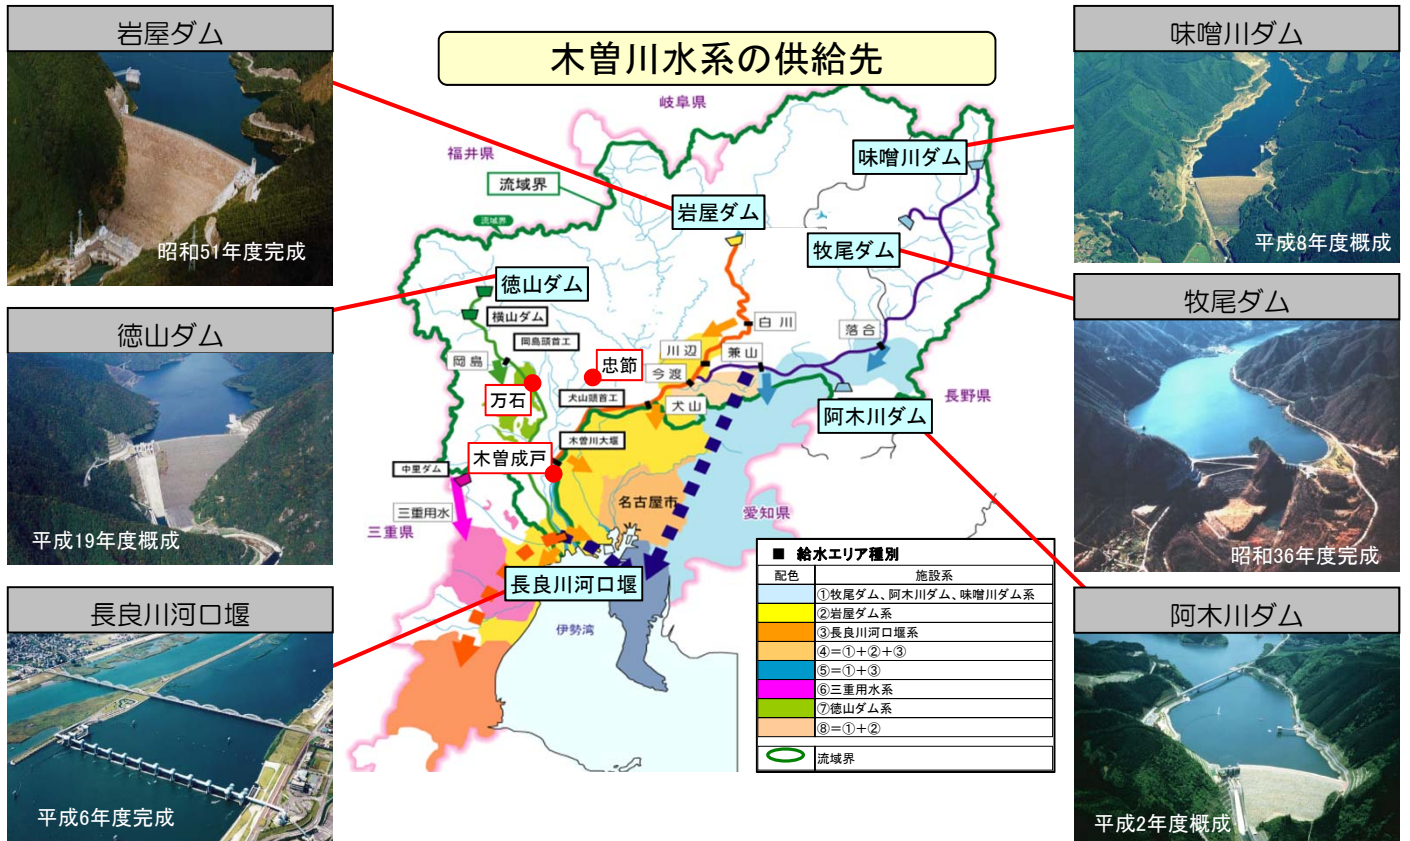 木曽川水系の供給先
岩屋ダム
昭和51年度完成
徳山ダム
平成19年度概成
長良川河口堰
平成6年度完成
味噌川ダム
平成8年度概成
牧尾ダム
昭和36年度完成
阿木川ダム
平成2年度概成
岐阜県
福井県
流域界
流域界
味噌川ダム
岩屋ダム
牧尾ダム
徳山ダム
横山ダム
岡島頭首工
白川
落合
岡島
忠節
川辺
兼山
今渡
万石
犬山頭首工
犬山
阿木川ダム
長野県
木曽川大堰
木曽成戸
中里ダム
名古屋市
三重用水
愛知県
三重県
長良川河口堰
伊勢湾
■ 給水エリア種別
配色 施設系
①牧尾ダム、阿木川ダム、味噌川ダム系
②岩屋ダム系
③長良川河口堰系
④=①+②+③
⑤=①+③
⑥三重用水系
⑦徳山ダム系
⑧=①+②
流域界